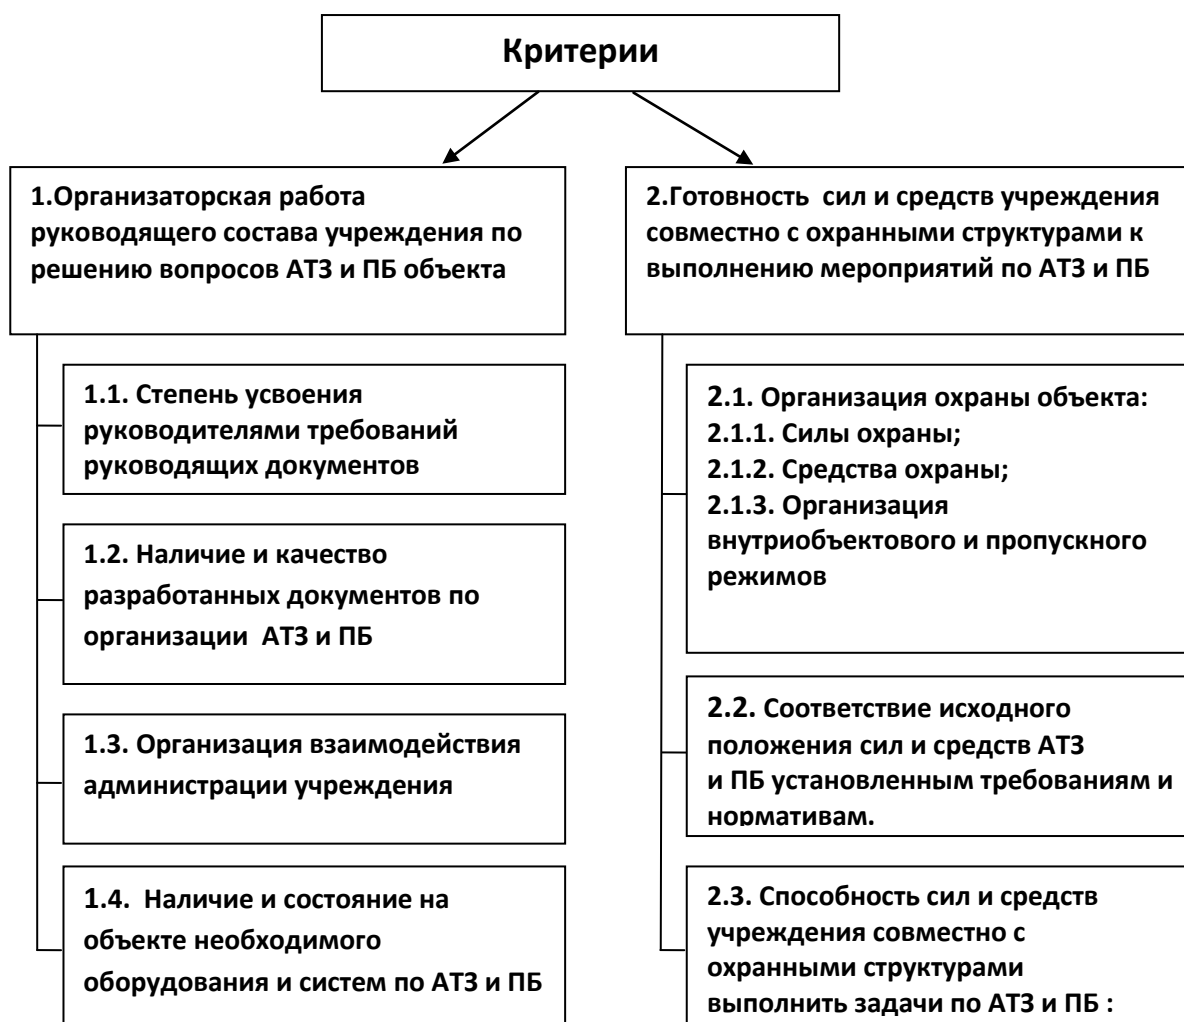 Критерии
1.Организаторская работа
руководящего состава учреждения по
решению вопросов АТЗ и ПБ объекта
1.1. Степень усвоения
руководителями требований
руководящих документов
1.2. Наличие и качество
разработанных документов по
организации АТЗ и ПБ
1.3. Организация взаимодействия
администрации учреждения
1.4. Наличие и состояние на
объекте необходимого
оборудования и систем по АТЗ и ПБ
2.Готовность сил и средств учреждения
совместно с охранными структурами к
выполнению мероприятий по АТЗ и ПБ
2.1. Организация охраны объекта:
2.1.1. Силы охраны;
2.1.2. Средства охраны;
2.1.3. Организация
внутриобъектового и пропускного
режимов
2.2. Соответствие исходного
положения сил и средств АТЗ
и ПБ установленным требованиям и
нормативам.
2.3. Способность сил и средств
учреждения совместно с
охранными структурами
выполнить задачи по АТЗ и ПБ :